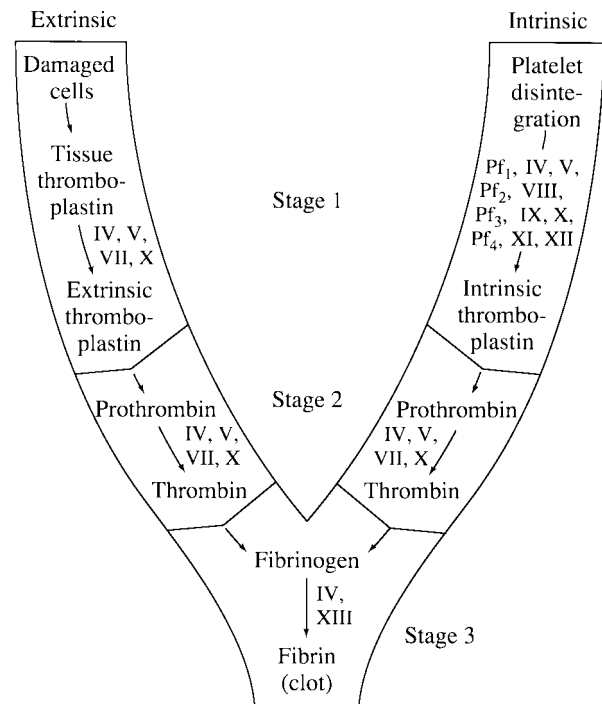 Extrinsic
Damaged
cells
Tissue
thrombo-
plastin
IV, V,
VII, X
Extrinsic
thrombo-
plastin
Prothrombin
IV, V,
VII, X
Thrombin
Stage 1
Stage 2
Intrinsic
Platelet
disinte-
gration
Pf₁, IV, V,
Pf₂, VIII,
Pf₃, IX, X,
Pf₄, XI, XII
Intrinsic
thrombo-
plastin
Prothrombin
IV, V,
VII, X
Thrombin
Fibrinogen
IV,
XIII
Stage 3
Fibrin
(clot)